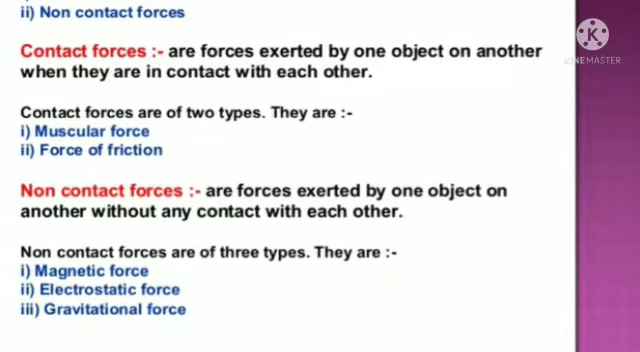 ii) Non contact forces
Contact forces :- are forces exerted by one object on another
when they are in contact with each other.
Contact forces are of two types. They are :-
i) Muscular force
ii) Force of friction
Non contact forces :- are forces exerted by one object on
another without any contact with each other.
Non contact forces are of three types. They are :-
i) Magnetic force
ii) Electrostatic force
iii) Gravitational force
K
KINEMASTER